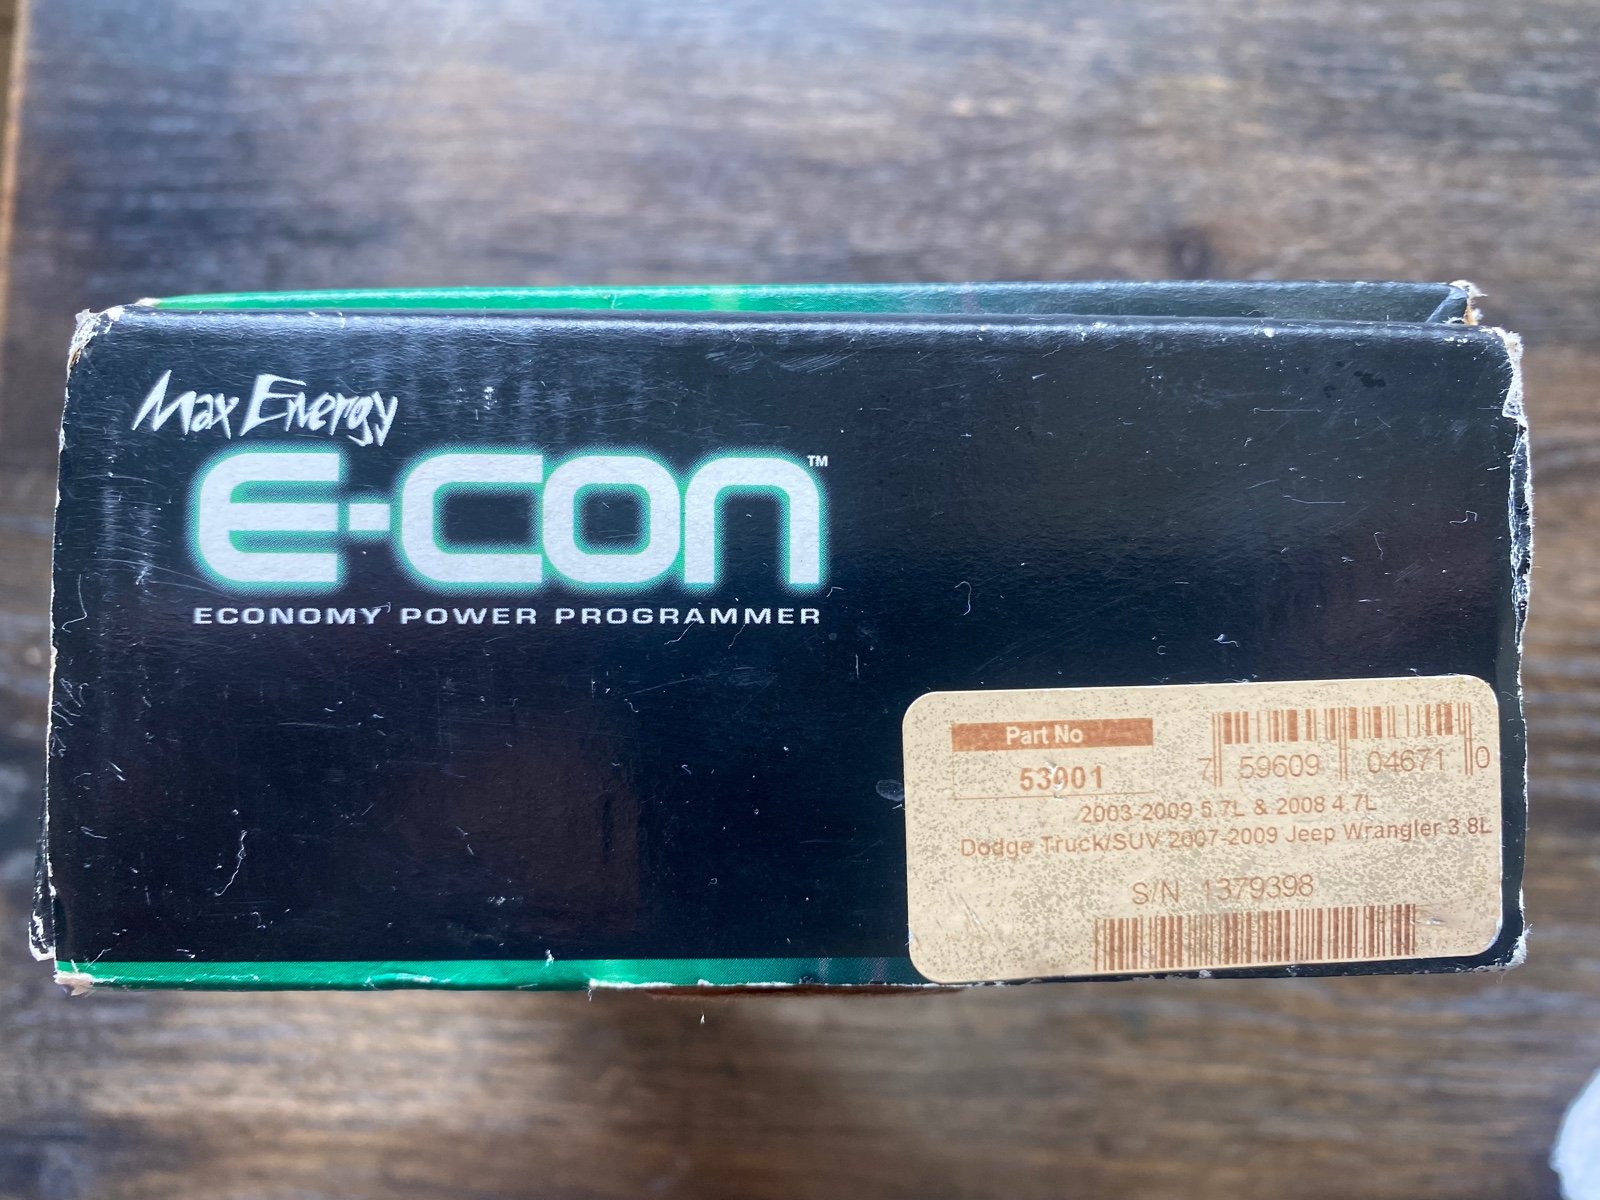 Max Energy
E-CON™
ECONOMY POWER PROGRAMMER
Part No
53001
7 59609 04671 0
2003-2009 5.7L & 2008 4.7L
Dodge Truck/SUV 2007-2009 Jeep Wrangler 3.8L
S/N 1379398